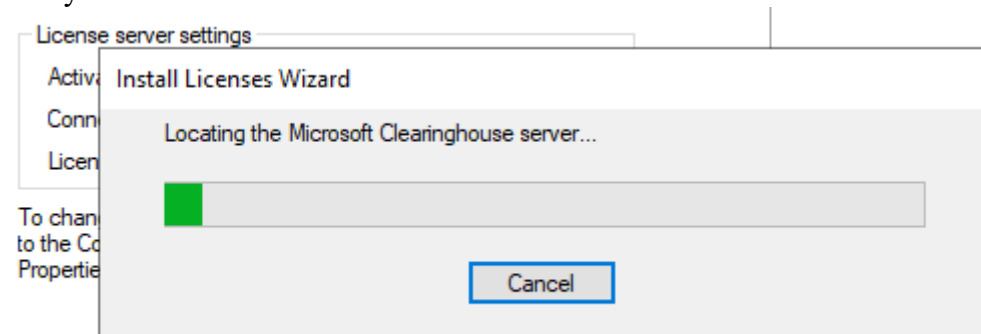 License server settings
Install Licenses Wizard
Locating the Microsoft Clearinghouse server...
To chan
to the Co
Propertie
Cancel